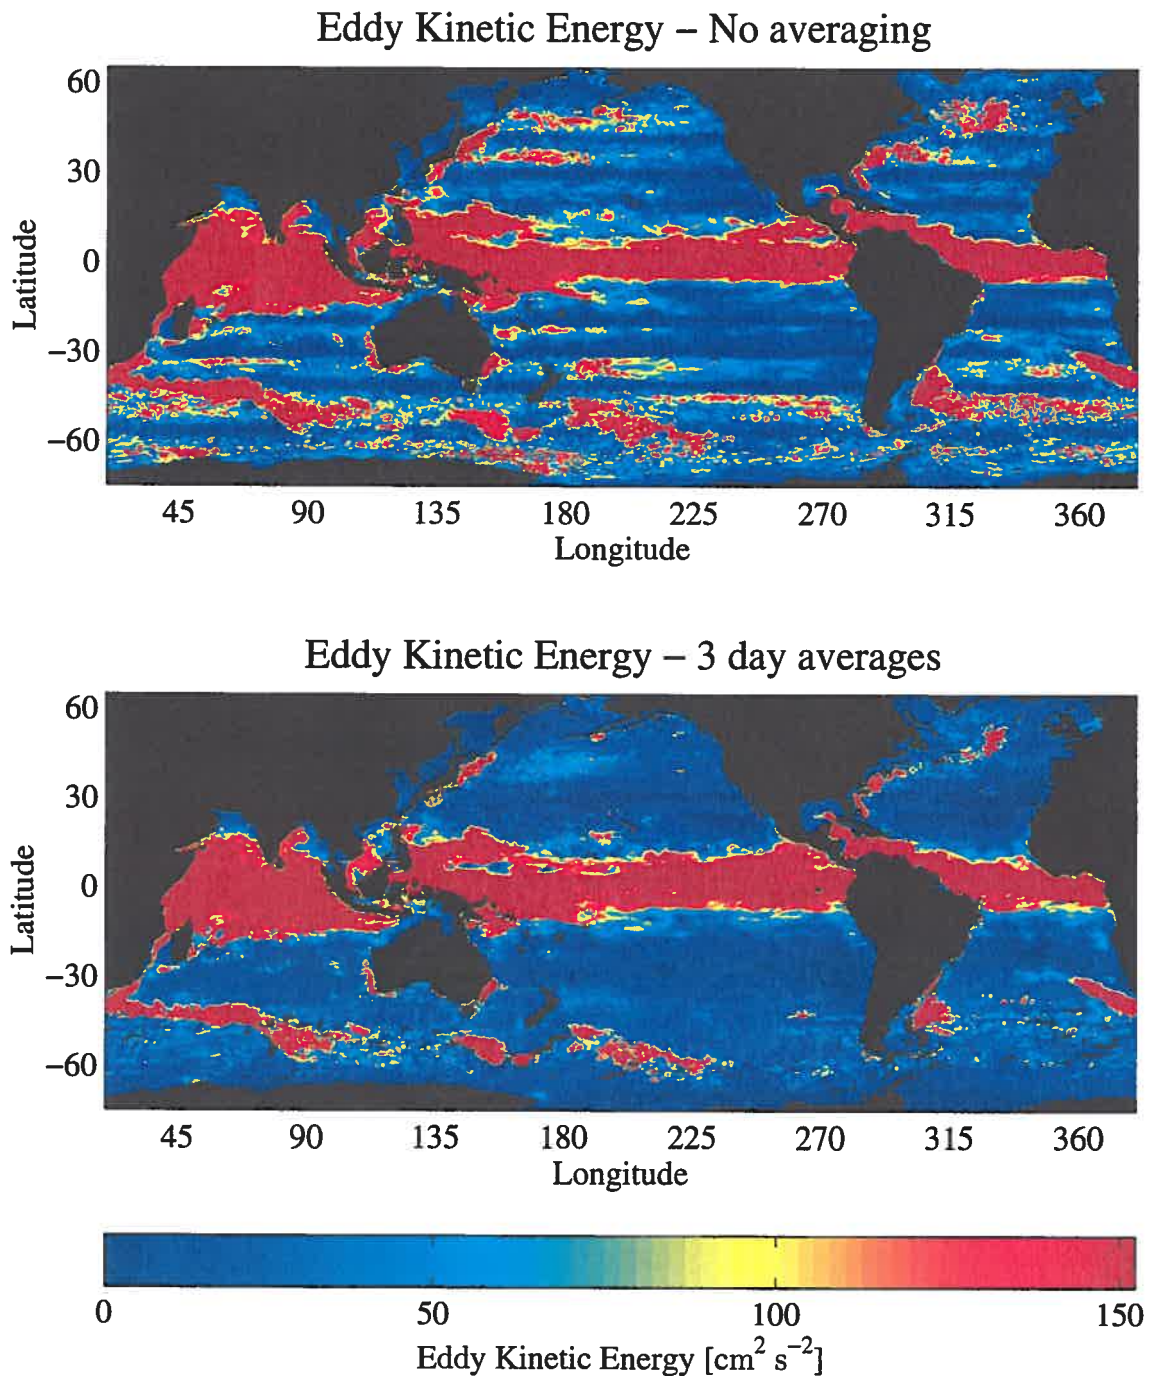 Eddy Kinetic Energy – No averaging
60
30
0
−30
−60
Latitude
45 90 135 180 225 270 315 360
Longitude
Eddy Kinetic Energy – 3 day averages
60
30
0
−30
−60
Latitude
45 90 135 180 225 270 315 360
Longitude
0 50 100 150
Eddy Kinetic Energy [cm² s⁻²]